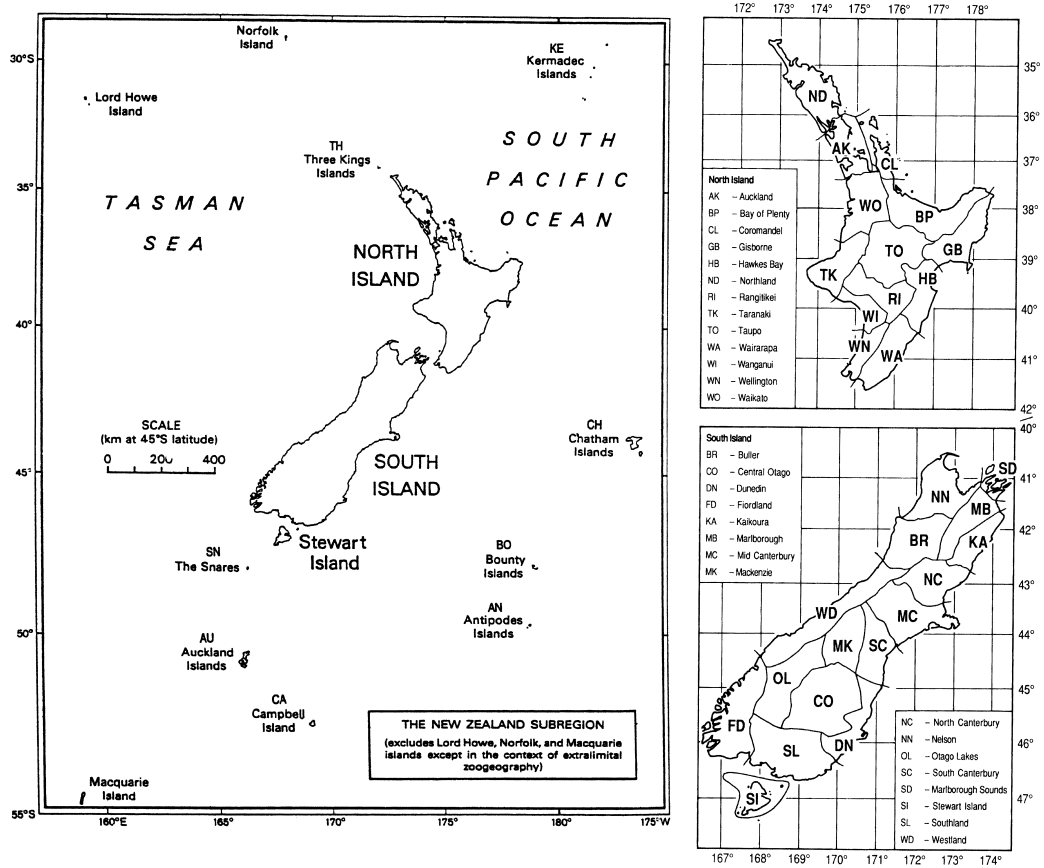 Norfolk
Island
KE
Kermadec
Islands
30°S
Lord Howe
Island
SOUTH
PACIFIC
OCEAN
TH
Three Kings
Islands
35°
TASMAN
SEA
NORTH
ISLAND
40°
SCALE
(km at 45°S latitude)
0 200 400
CH
Chatham
Islands
45°
SOUTH
ISLAND
Stewart
Island
SN
The Snares
BO
Bounty
Islands
AN
Antipodes
Islands
50°
AU
Auckland
Islands
CA
Campbell
Island
THE NEW ZEALAND SUBREGION
(excludes Lord Howe, Norfolk, and Macquarie
islands except in the context of extralimital
zoogeography)
Macquarie
Island
55°S
160°E 165° 170° 175° 180° 175°W
172° 173° 174° 175° 176° 177° 178°
35°
36°
37°
38°
39°
40°
41°
42°
ND
AK
CL
WO
BP
TO
GB
TK
HB
RI
WI
WN
WA
North Island
AK – Auckland
BP – Bay of Plenty
CL – Coromandel
GB – Gisborne
HB – Hawkes Bay
ND – Northland
RI – Rangitikei
TK – Taranaki
TO – Taupo
WA – Wairarapa
WI – Wanganui
WN – Wellington
WO – Waikato
40°
41°
42°
43°
44°
45°
46°
47°
South Island
BR – Buller
CO – Central Otago
DN – Dunedin
FD – Fiordland
KA – Kaikoura
MB – Marlborough
MC – Mid Canterbury
MK – Mackenzie
SD
NN
MB
BR
KA
NC
WD
MC
MK
SC
OL
CO
FD
SL
DN
SI
NC – North Canterbury
NN – Nelson
OL – Otago Lakes
SC – South Canterbury
SD – Marlborough Sounds
SI – Stewart Island
SL – Southland
WD – Westland
167° 168° 169° 170° 171° 172° 173° 174°